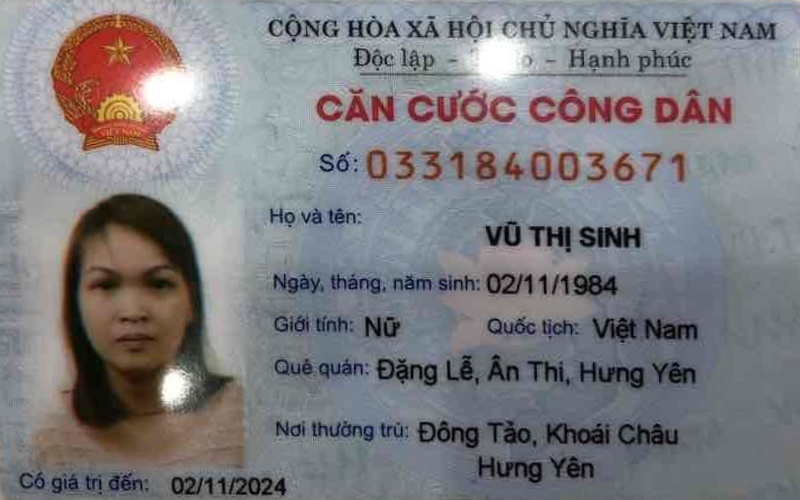 CỘNG HÒA XÃ HỘI CHỦ NGHĨA VIỆT NAM
Độc lập - - Hạnh phúc
CĂN CƯỚC CÔNG DÂN
Số: 033184003671
Họ và tên:
VŨ THỊ SINH
Ngày, tháng, năm sinh: 02/11/1984
Giới tính: Nữ Quốc tịch: Việt Nam
Quê quán: Đặng Lễ, Ân Thi, Hưng Yên
Nơi thường trú: Đông Tảo, Khoái Châu
Hưng Yên
Có giá trị đến: 02/11/2024
VIỆT NAM